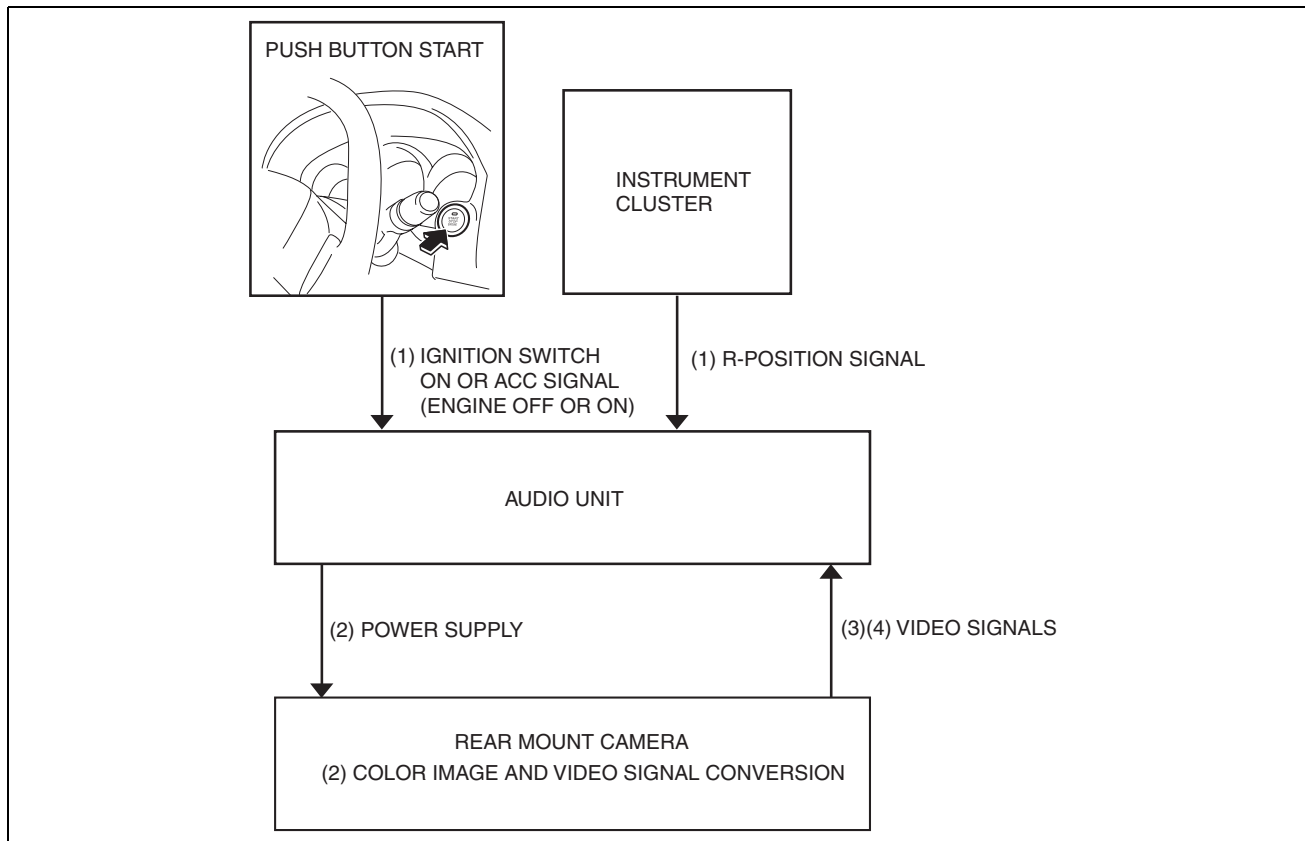 PUSH BUTTON START
INSTRUMENT
CLUSTER
(1) IGNITION SWITCH
ON OR ACC SIGNAL
(ENGINE OFF OR ON)
(1) R-POSITION SIGNAL
AUDIO UNIT
(2) POWER SUPPLY
(3)(4) VIDEO SIGNALS
REAR MOUNT CAMERA
(2) COLOR IMAGE AND VIDEO SIGNAL CONVERSION